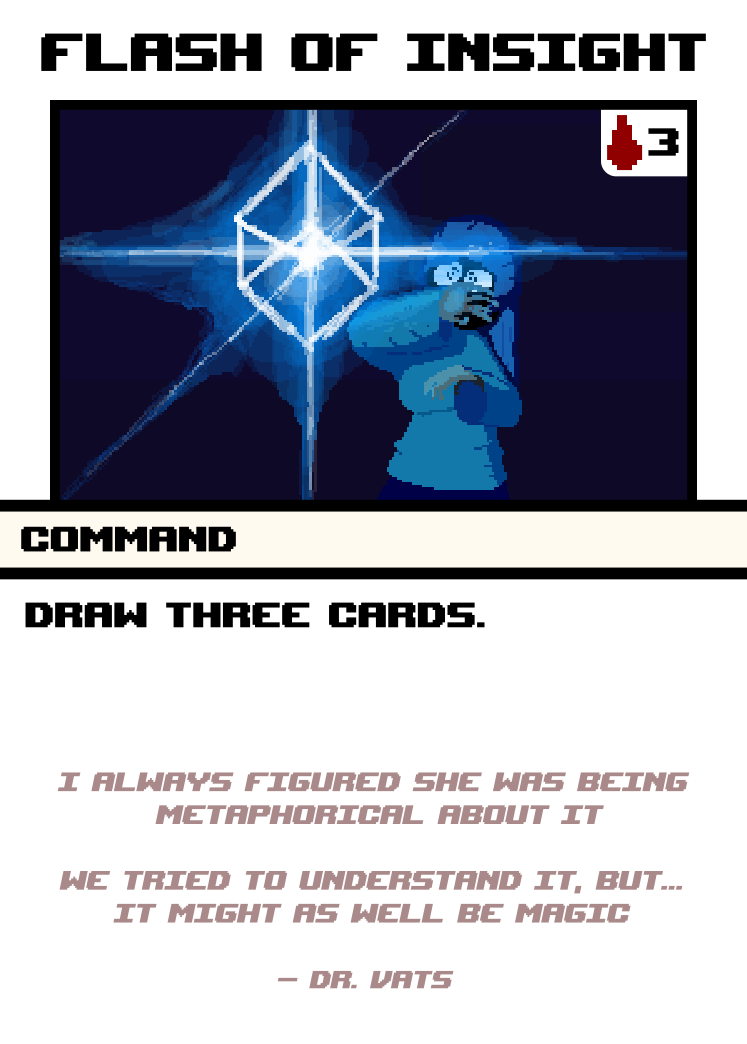 FLASH OF INSIGHT
3
COMMAND
DRAW THREE CARDS.
I ALWAYS FIGURED SHE WAS BEING
METAPHORICAL ABOUT IT
WE TRIED TO UNDERSTAND IT, BUT...
IT MIGHT AS WELL BE MAGIC
– DR. VATS